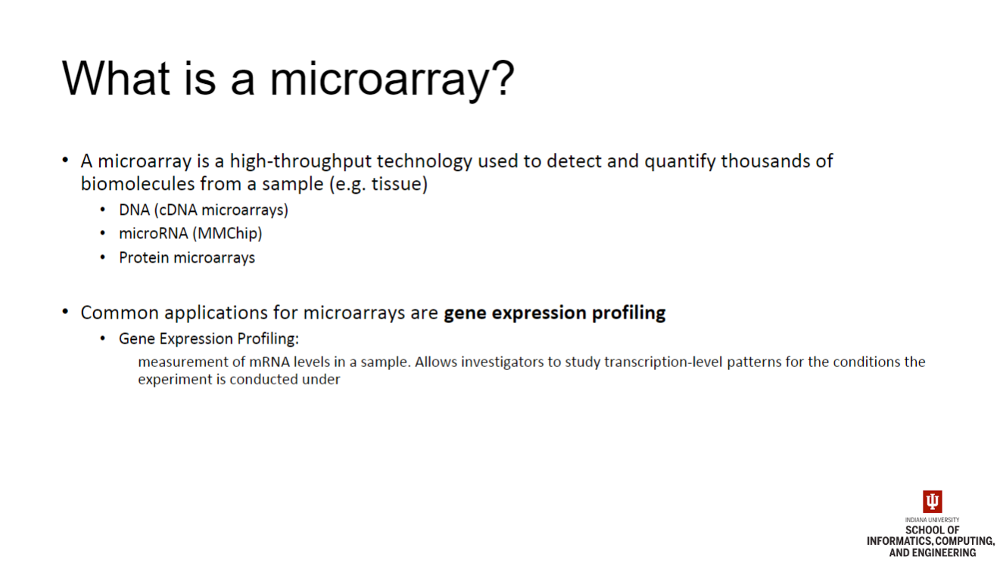 What is a microarray?
• A microarray is a high-throughput technology used to detect and quantify thousands of
biomolecules from a sample (e.g. tissue)
• DNA (cDNA microarrays)
• microRNA (MMChip)
• Protein microarrays
• Common applications for microarrays are gene expression profiling
• Gene Expression Profiling:
measurement of mRNA levels in a sample. Allows investigators to study transcription-level patterns for the conditions the
experiment is conducted under
INDIANA UNIVERSITY
SCHOOL OF
INFORMATICS, COMPUTING,
AND ENGINEERING